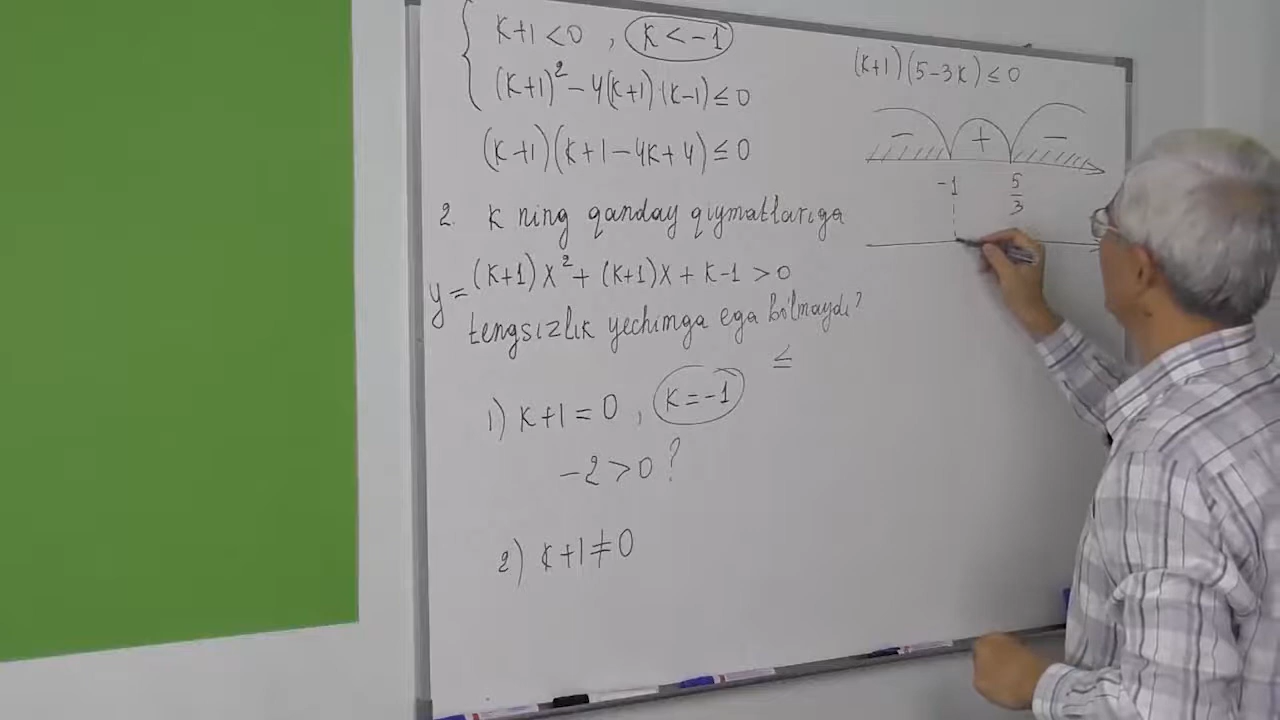 k+1 < 0 , k < -1
(k+1)² - 4(k+1)·(k-1) ≤ 0
(k+1)(k+1-4k+4) ≤ 0
2. k ning qanday qiymatlarida
y = (k+1)x² + (k+1)x + k-1 > 0
tengsizlik yechimga ega bo'lmaydi?
≤
1) k+1 = 0 , k = -1
-2 > 0 ?
2) k+1 ≠ 0
(k+1)(5-3k) ≤ 0
- + -
-1 5/3